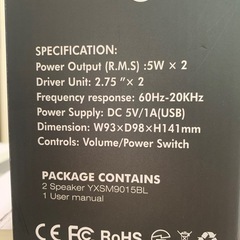 SPECIFICATION:
Power Output (R.M.S) :5W × 2
Driver Unit: 2.75 "× 2
Frequency response: 60Hz-20KHz
Power Supply: DC 5V/1A(USB)
Dimension: W93×D98×H141mm
Controls: Volume/Power Switch
PACKAGE CONTAINS
2 Speaker YXSM9015BL
1 User manual
FC CE RoHS